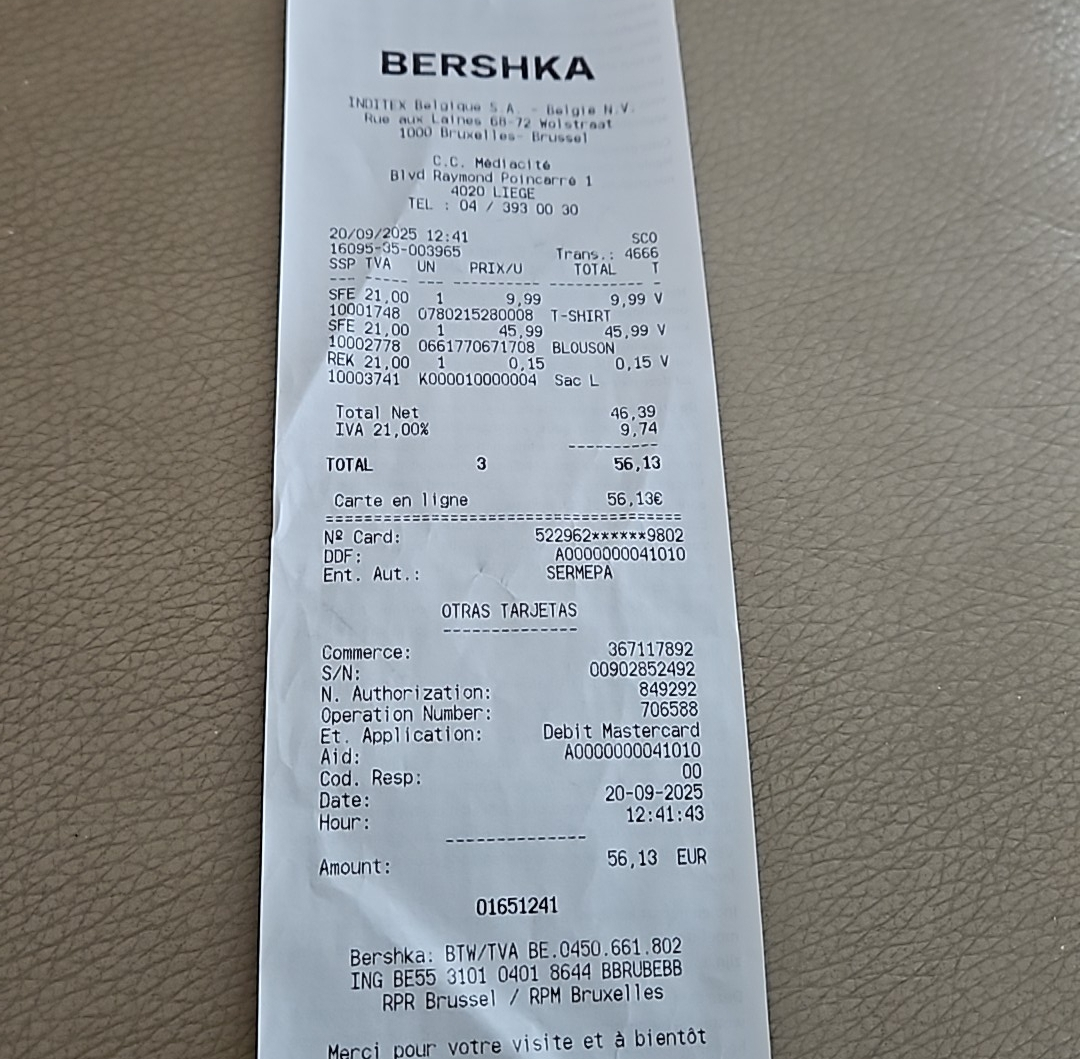 BERSHKA
INDITEX Belgique S.A. - Belgie N.V.
Rue aux Laines 68-72 Wolstraat
1000 Bruxelles- Brussel
C.C. Médiacité
Blvd Raymond Poincarré 1
4020 LIEGE
TEL : 04 / 393 00 30
20/09/2025 12:41 SCO
16095-35-003965 Trans.: 4666
SSP TVA UN PRIX/U TOTAL T
SFE 21,00 1 9,99 9,99 V
10001748 0780215280008 T-SHIRT
SFE 21,00 1 45,99 45,99 V
10002778 0661770671708 BLOUSON
REK 21,00 1 0,15 0,15 V
10003741 K000010000004 Sac L
Total Net 46,39
IVA 21,00% 9,74
TOTAL 3 56,13
Carte en ligne 56,13€
Nº Card: 522962******9802
DDF: A0000000041010
Ent. Aut.: SERMEPA
OTRAS TARJETAS
Commerce: 367117892
S/N: 00902852492
N. Authorization: 849292
Operation Number: 706588
Et. Application: Debit Mastercard
Aid: A0000000041010
Cod. Resp: 00
Date: 20-09-2025
Hour: 12:41:43
Amount: 56,13 EUR
01651241
Bershka: BTW/TVA BE.0450.661.802
ING BE55 3101 0401 8644 BBRUBEBB
RPR Brussel / RPM Bruxelles
Merci pour votre visite et à bientôt